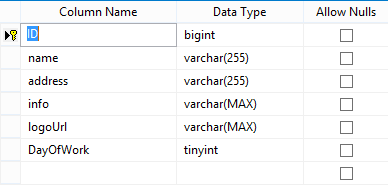 Column Name Data Type Allow Nulls
ID bigint
name varchar(255)
address varchar(255)
info varchar(MAX)
logoUrl varchar(MAX)
DayOfWork tinyint